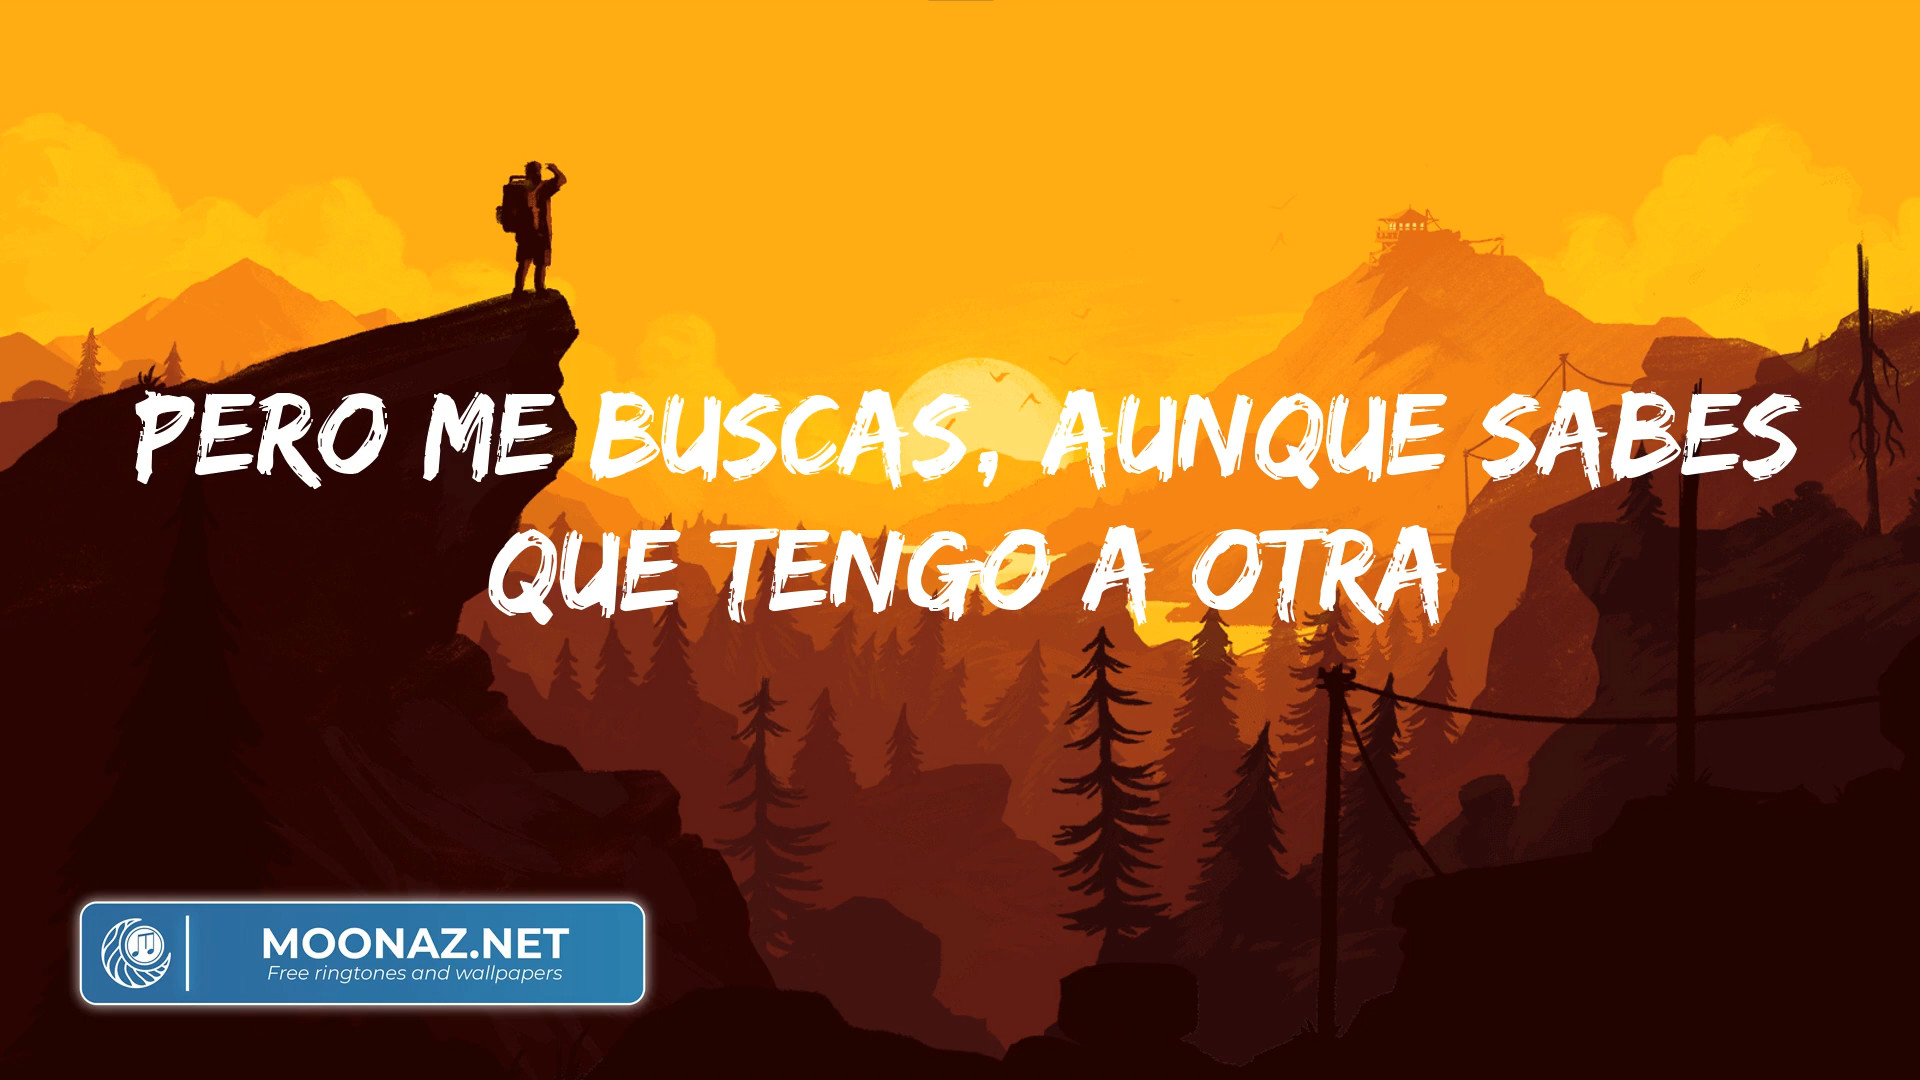 PERO ME BUSCAS, AUNQUE SABES
QUE TENGO A OTRA
MOONAZ.NET
Free ringtones and wallpapers